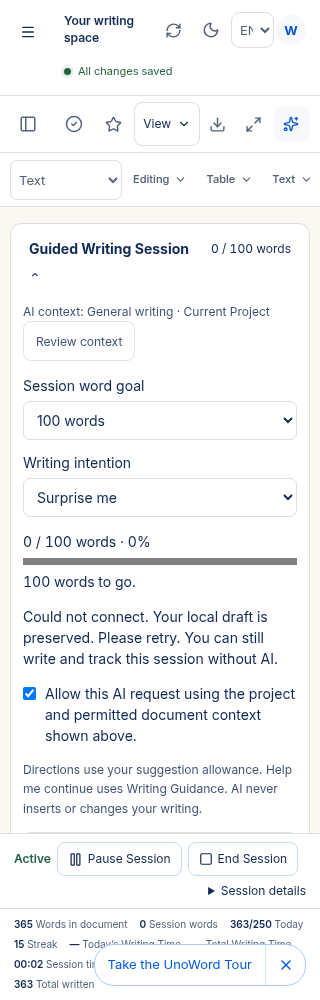 Your writing space
EN
W
All changes saved
View
Text
Editing
Table
Text
Guided Writing Session
0 / 100 words
AI context: General writing · Current Project
Review context
Session word goal
100 words
Writing intention
Surprise me
0 / 100 words · 0%
100 words to go.
Could not connect. Your local draft is
preserved. Please retry. You can still
write and track this session without AI.
Allow this AI request using the project
and permitted document context
shown above.
Directions use your suggestion allowance. Help
me continue uses Writing Guidance. AI never
inserts or changes your writing.
Active
Pause Session
End Session
Session details
365 Words in document 0 Session words 363/250 Today
15 Streak — Today's Writing Time
Total Writing Time
00:02 Session
363 Total written
Take the UnoWord Tour